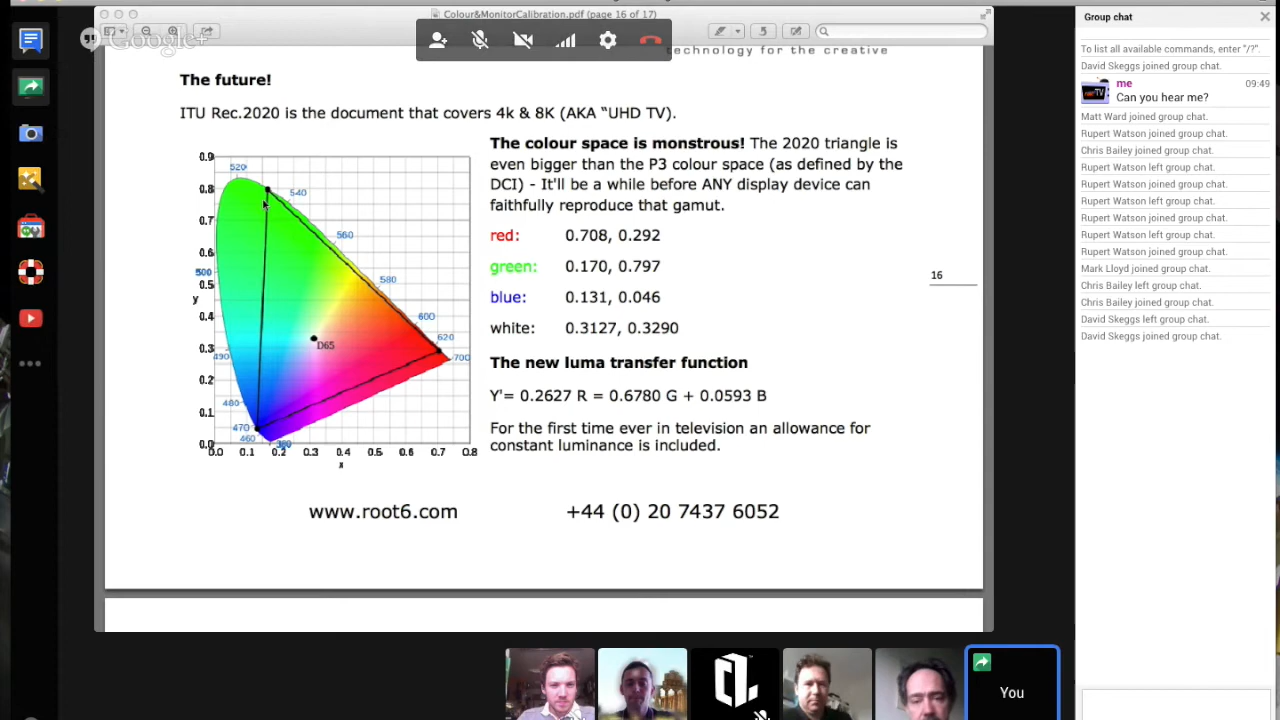 Colour&MonitorCalibration.pdf (page 16 of 17)
Google+
technology for the creative
The future!
ITU Rec.2020 is the document that covers 4k & 8K (AKA "UHD TV).
The colour space is monstrous! The 2020 triangle is
even bigger than the P3 colour space (as defined by the
DCI) - It'll be a while before ANY display device can
faithfully reproduce that gamut.
red: 0.708, 0.292
green: 0.170, 0.797
blue: 0.131, 0.046
white: 0.3127, 0.3290
The new luma transfer function
Y'= 0.2627 R = 0.6780 G + 0.0593 B
For the first time ever in television an allowance for
constant luminance is included.
0.9
0.8
0.7
0.6
0.5
0.4
0.3
0.2
0.1
0.0
y
520
540
560
580
600
620
700
500
490
480
470
460
380
D65
0.0 0.1 0.2 0.3 0.4 0.5 0.6 0.7 0.8
x
16
www.root6.com
+44 (0) 20 7437 6052
Group chat
To list all available commands, enter "/?".
David Skeggs joined group chat.
me 09:49
Can you hear me?
Matt Ward joined group chat.
Rupert Watson joined group chat.
Chris Bailey joined group chat.
Rupert Watson left group chat.
Rupert Watson joined group chat.
Rupert Watson left group chat.
Rupert Watson joined group chat.
Rupert Watson left group chat.
Rupert Watson joined group chat.
Mark Lloyd joined group chat.
Chris Bailey left group chat.
Chris Bailey joined group chat.
David Skeggs left group chat.
David Skeggs joined group chat.
CL
You